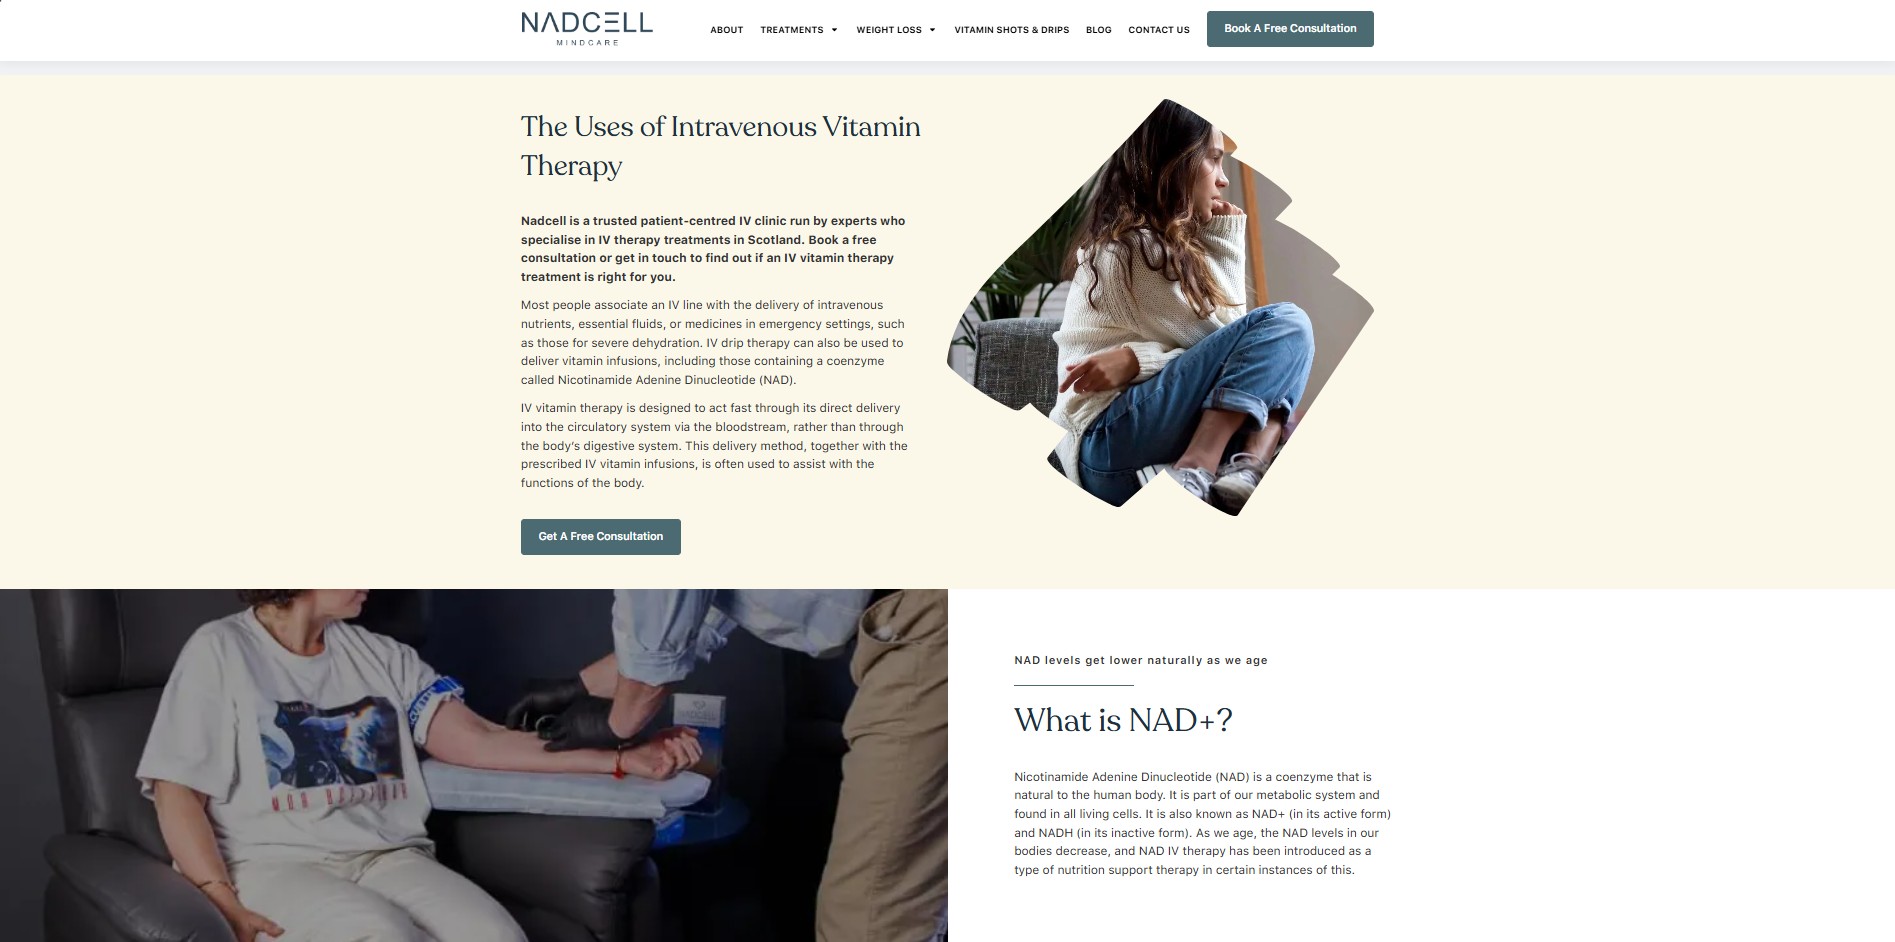 NADCELL
MINDCARE
ABOUT
TREATMENTS
WEIGHT LOSS
VITAMIN SHOTS & DRIPS
BLOG
CONTACT US
Book A Free Consultation
The Uses of Intravenous Vitamin
Therapy
Nadcell is a trusted patient-centred IV clinic run by experts who
specialise in IV therapy treatments in Scotland. Book a free
consultation or get in touch to find out if an IV vitamin therapy
treatment is right for you.
Most people associate an IV line with the delivery of intravenous
nutrients, essential fluids, or medicines in emergency settings, such
as those for severe dehydration. IV drip therapy can also be used to
deliver vitamin infusions, including those containing a coenzyme
called Nicotinamide Adenine Dinucleotide (NAD).
IV vitamin therapy is designed to act fast through its direct delivery
into the circulatory system via the bloodstream, rather than through
the body's digestive system. This delivery method, together with the
prescribed IV vitamin infusions, is often used to assist with the
functions of the body.
Get A Free Consultation
NADCELL
NAD levels get lower naturally as we age
What is NAD+?
Nicotinamide Adenine Dinucleotide (NAD) is a coenzyme that is
natural to the human body. It is part of our metabolic system and
found in all living cells. It is also known as NAD+ (in its active form)
and NADH (in its inactive form). As we age, the NAD levels in our
bodies decrease, and NAD IV therapy has been introduced as a
type of nutrition support therapy in certain instances of this.